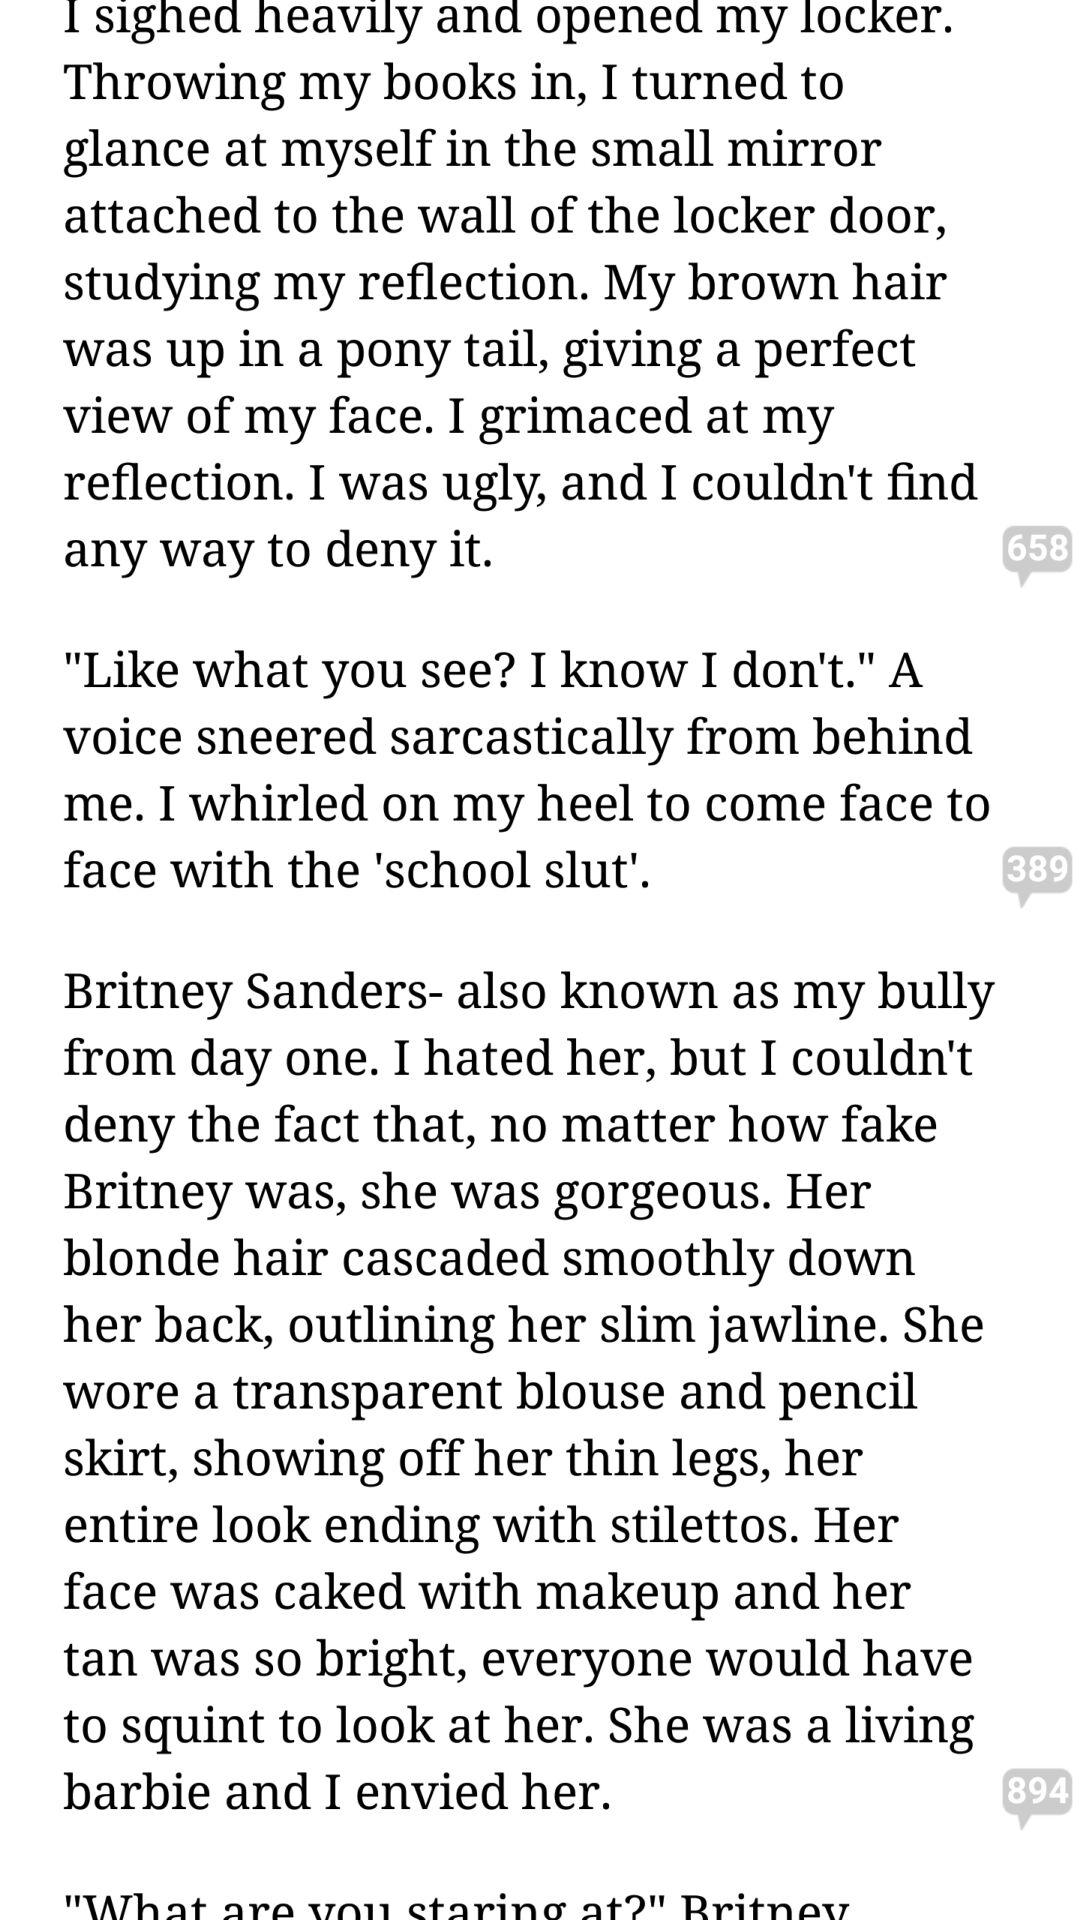 I sighed heavily and opened my locker.
Throwing my books in, I turned to
glance at myself in the small mirror
attached to the wall of the locker door,
studying my reflection. My brown hair
was up in a pony tail, giving a perfect
view of my face. I grimaced at my
reflection. I was ugly, and I couldn't find
any way to deny it.
658
"Like what you see? I know I don't." A
voice sneered sarcastically from behind
me. I whirled on my heel to come face to
face with the 'school slut'.
389
Britney Sanders- also known as my bully
from day one. I hated her, but I couldn't
deny the fact that, no matter how fake
Britney was, she was gorgeous. Her
blonde hair cascaded smoothly down
her back, outlining her slim jawline. She
wore a transparent blouse and pencil
skirt, showing off her thin legs, her
entire look ending with stilettos. Her
face was caked with makeup and her
tan was so bright, everyone would have
to squint to look at her. She was a living
barbie and I envied her.
894
"What are you staring at?" Britney